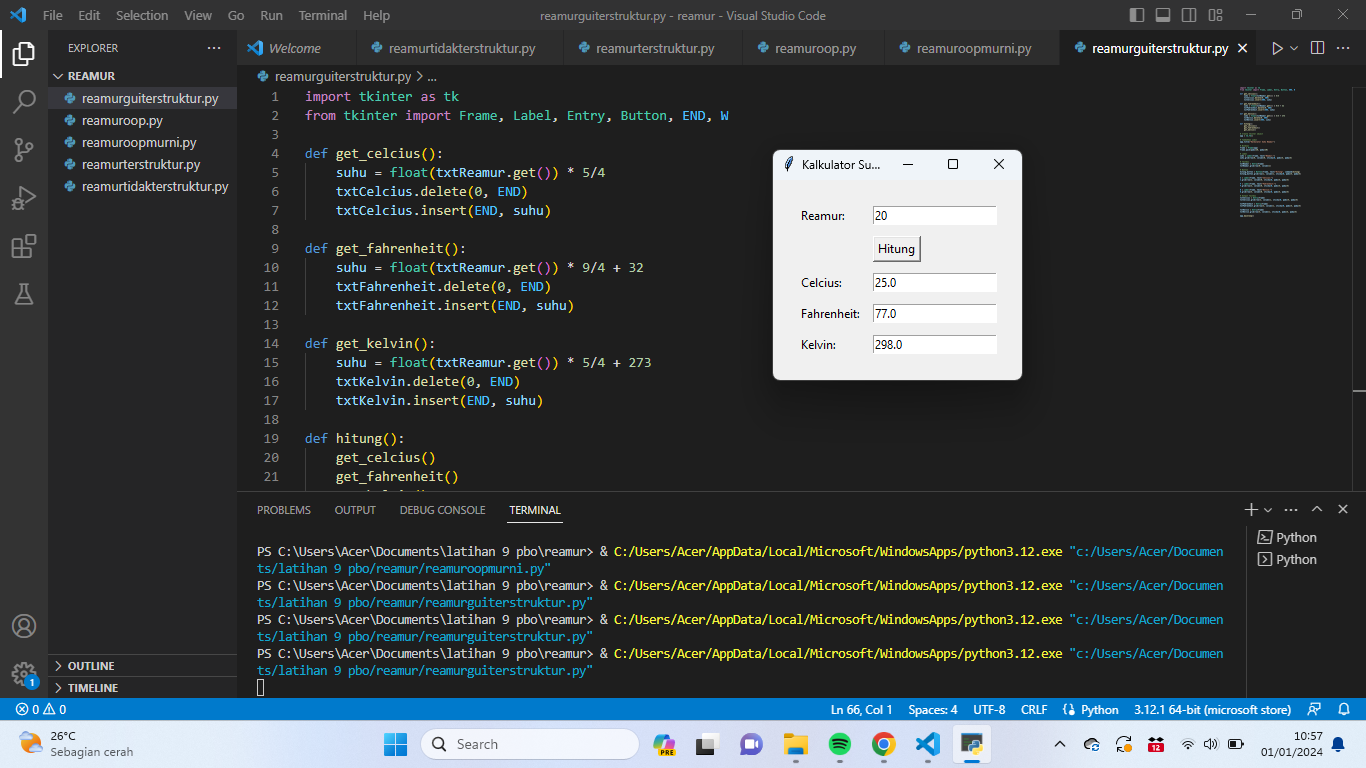 File Edit Selection View Go Run Terminal Help
reamurguiterstruktur.py - reamur - Visual Studio Code
EXPLORER
REAMUR
reamurguiterstruktur.py
reamuroop.py
reamuroopmurni.py
reamurterstruktur.py
reamurtidakterstruktur.py
OUTLINE
TIMELINE
Welcome reamurtidakterstruktur.py reamurterstruktur.py reamuroop.py reamuroopmurni.py reamurguiterstruktur.py
reamurguiterstruktur.py > ...
1 import tkinter as tk
2 from tkinter import Frame, Label, Entry, Button, END, W
3
4 def get_celcius():
5 suhu = float(txtReamur.get()) * 5/4
6 txtCelcius.delete(0, END)
7 txtCelcius.insert(END, suhu)
8
9 def get_fahrenheit():
10 suhu = float(txtReamur.get()) * 9/4 + 32
11 txtFahrenheit.delete(0, END)
12 txtFahrenheit.insert(END, suhu)
13
14 def get_kelvin():
15 suhu = float(txtReamur.get()) * 5/4 + 273
16 txtKelvin.delete(0, END)
17 txtKelvin.insert(END, suhu)
18
19 def hitung():
20 get_celcius()
21 get_fahrenheit()
Kalkulator Su...
Reamur: 20
Hitung
Celcius: 25.0
Fahrenheit: 77.0
Kelvin: 298.0
PROBLEMS OUTPUT DEBUG CONSOLE TERMINAL
PS C:\Users\Acer\Documents\latihan 9 pbo\reamur> & C:/Users/Acer/AppData/Local/Microsoft/WindowsApps/python3.12.exe "c:/Users/Acer/Documen
ts/latihan 9 pbo/reamur/reamuroopmurni.py"
PS C:\Users\Acer\Documents\latihan 9 pbo\reamur> & C:/Users/Acer/AppData/Local/Microsoft/WindowsApps/python3.12.exe "c:/Users/Acer/Documen
ts/latihan 9 pbo/reamur/reamurguiterstruktur.py"
PS C:\Users\Acer\Documents\latihan 9 pbo\reamur> & C:/Users/Acer/AppData/Local/Microsoft/WindowsApps/python3.12.exe "c:/Users/Acer/Documen
ts/latihan 9 pbo/reamur/reamurguiterstruktur.py"
PS C:\Users\Acer\Documents\latihan 9 pbo\reamur> & C:/Users/Acer/AppData/Local/Microsoft/WindowsApps/python3.12.exe "c:/Users/Acer/Documen
ts/latihan 9 pbo/reamur/reamurguiterstruktur.py"
Python
Python
1
0 0
Ln 66, Col 1 Spaces: 4 UTF-8 CRLF Python 3.12.1 64-bit (microsoft store)
26°C
Sebagian cerah
Search
PRE
12
10:57
01/01/2024